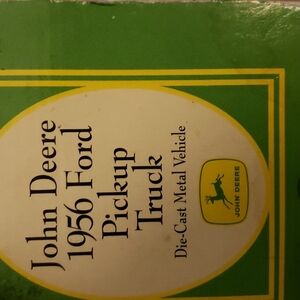 John Deere
1956 Ford
Pickup
Truck
Die-Cast Metal Vehicle
JOHN DEERE